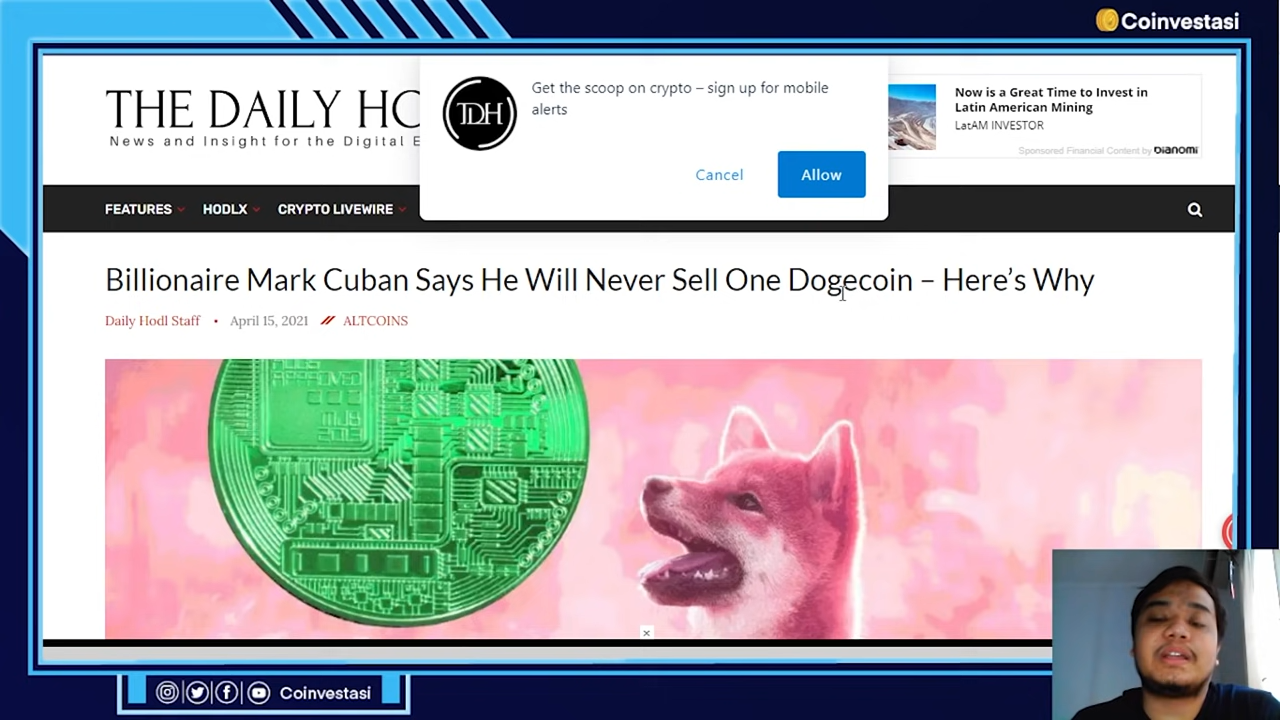 Coinvestasi
THE DAILY HO
News and Insight for the Digital E
TDH
Get the scoop on crypto – sign up for mobile
alerts
Cancel
Allow
Now is a Great Time to Invest in
Latin American Mining
LatAM INVESTOR
Sponsored Financial Content by DIANOMI
FEATURES
HODLX
CRYPTO LIVEWIRE
Billionaire Mark Cuban Says He Will Never Sell One Dogecoin – Here's Why
Daily Hodl Staff • April 15, 2021 ALTCOINS
APPROVED
Coinvestasi